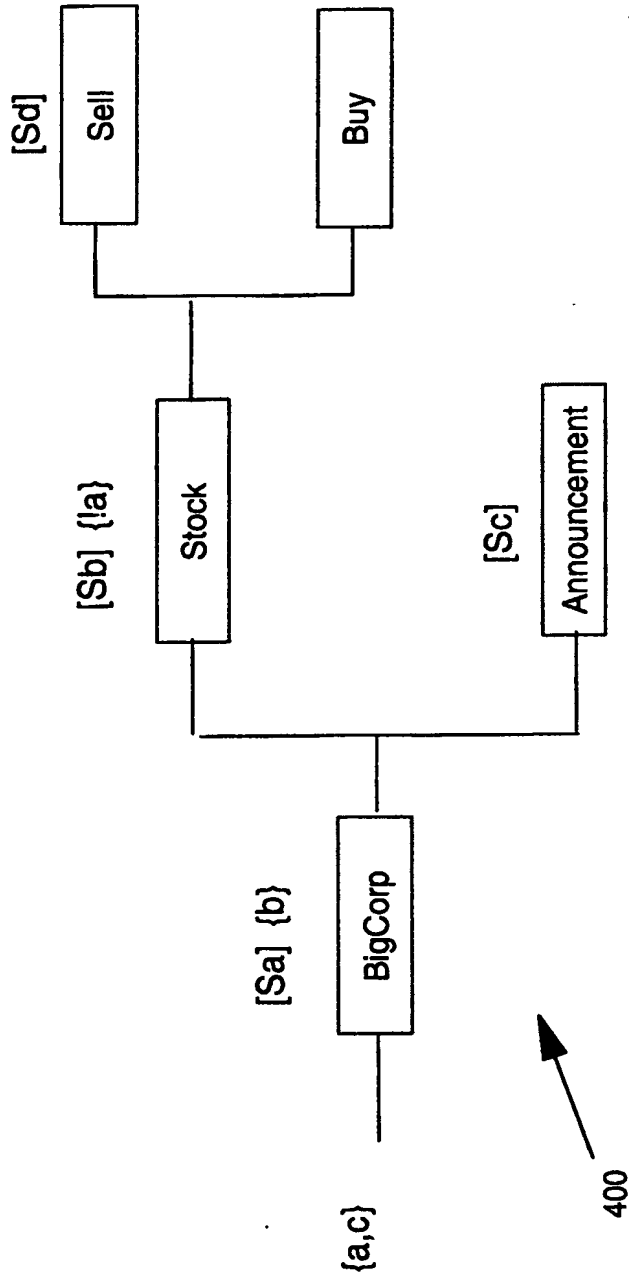 {a,c}
[Sa] {b}
BigCorp
[Sb] {!a}
Stock
[Sc]
Announcement
[Sd]
Sell
Buy
400